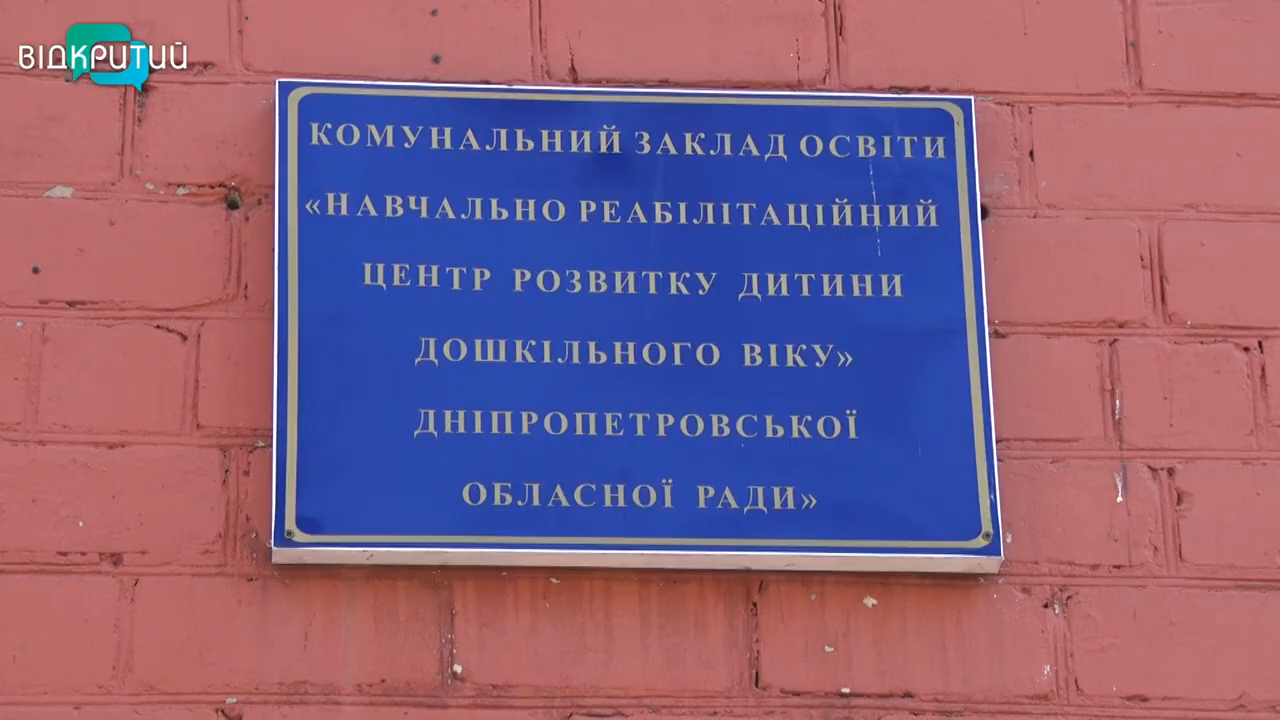 ВІДКРИТИЙ
КОМУНАЛЬНИЙ ЗАКЛАД ОСВІТИ
«НАВЧАЛЬНО РЕАБІЛІТАЦІЙНИЙ
ЦЕНТР РОЗВИТКУ ДИТИНИ
ДОШКІЛЬНОГО ВІКУ»
ДНІПРОПЕТРОВСЬКОЇ
ОБЛАСНОЇ РАДИ»